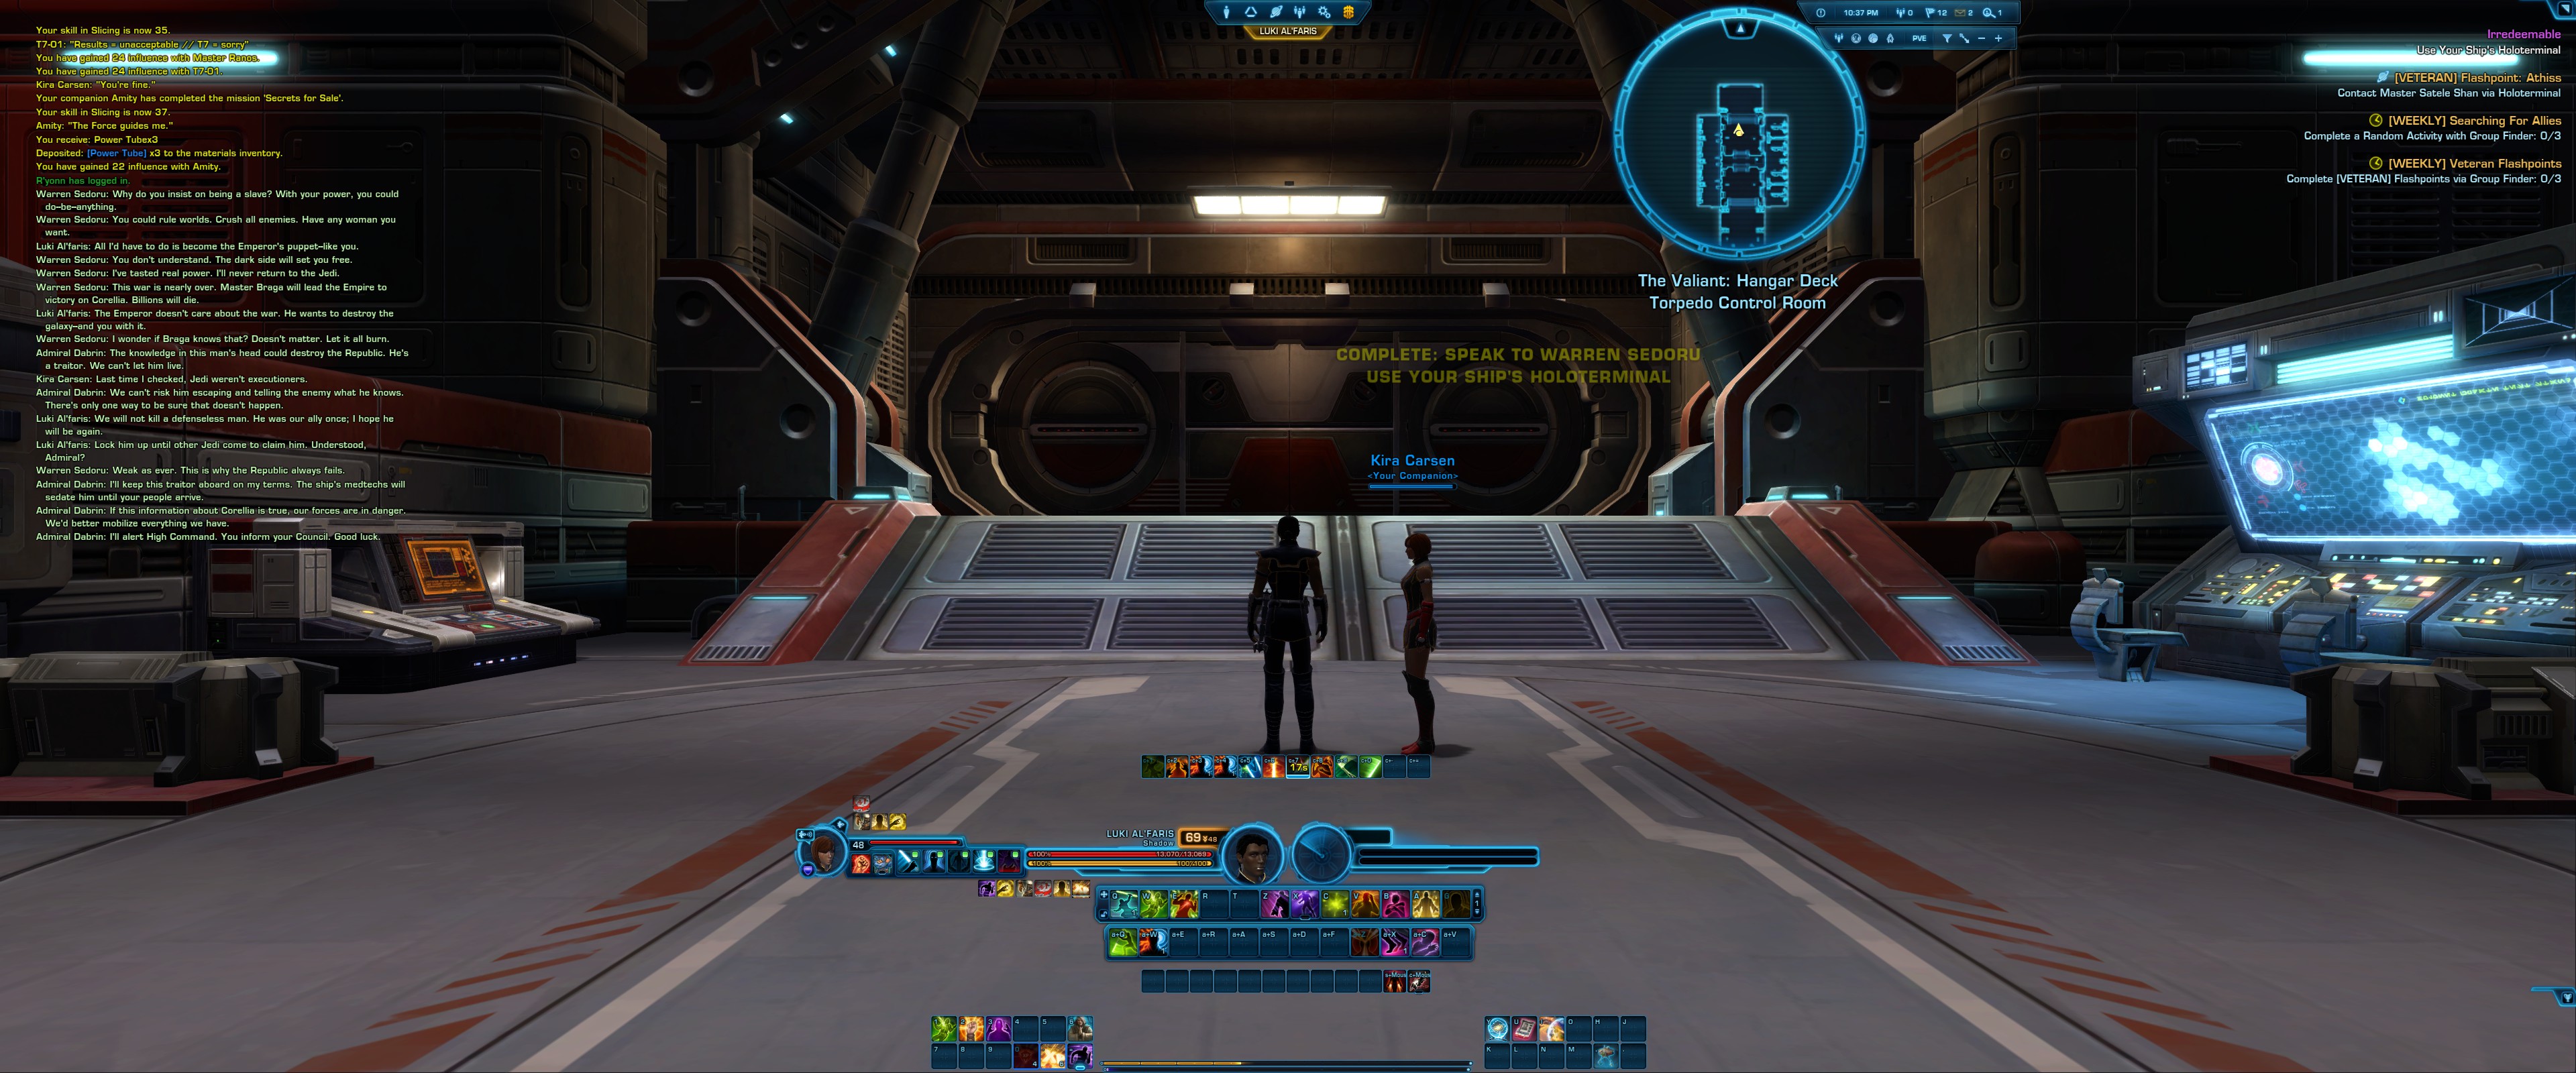 Your skill in Slicing is now 35.
T7-01: "Results = unacceptable // T7 = sorry"
You have gained 24 influence with Master Ranos.
You have gained 24 influence with T7-01.
Kira Carsen: "You're fine."
Your companion Amity has completed the mission 'Secrets for Sale'.
Your skill in Slicing is now 37.
Amity: "The Force guides me."
You receive: Power Tubex3
Deposited: [Power Tube] x3 to the materials inventory.
You have gained 22 influence with Amity.
R'yonn has logged in.
Warren Sedoru: Why do you insist on being a slave? With your power, you could
do—be—anything.
Warren Sedoru: You could rule worlds. Crush all enemies. Have any woman you
want.
Luki Al'faris: All I'd have to do is become the Emperor's puppet—like you.
Warren Sedoru: You don't understand. The dark side will set you free.
Warren Sedoru: I've tasted real power. I'll never return to the Jedi.
Warren Sedoru: This war is nearly over. Master Braga will lead the Empire to
victory on Corellia. Billions will die.
Luki Al'faris: The Emperor doesn't care about the war. He wants to destroy the
galaxy—and you with it.
Warren Sedoru: I wonder if Braga knows that? Doesn't matter. Let it all burn.
Admiral Dabrin: The knowledge in this man's head could destroy the Republic. He's
a traitor. We can't let him live.
Kira Carsen: Last time I checked, Jedi weren't executioners.
Admiral Dabrin: We can't risk him escaping and telling the enemy what he knows.
There's only one way to be sure that doesn't happen.
Luki Al'faris: We will not kill a defenseless man. He was our ally once; I hope he
will be again.
Luki Al'faris: Lock him up until other Jedi come to claim him. Understood,
Admiral?
Warren Sedoru: Weak as ever. This is why the Republic always fails.
Admiral Dabrin: I'll keep this traitor aboard on my terms. The ship's medtechs will
sedate him until your people arrive.
Admiral Dabrin: If this information about Corellia is true, our forces are in danger.
We'd better mobilize everything we have.
Admiral Dabrin: I'll alert High Command. You inform your Council. Good luck.
LUKI AL'FARIS
10:37 PM 0 12 2 1
PVE
The Valiant: Hangar Deck
Torpedo Control Room
Irredeemable
Use Your Ship's Holoterminal
[VETERAN] Flashpoint: Athiss
Contact Master Satele Shan via Holoterminal
[WEEKLY] Searching For Allies
Complete a Random Activity with Group Finder: 0/3
[WEEKLY] Veteran Flashpoints
Complete [VETERAN] Flashpoints via Group Finder: 0/3
COMPLETE: SPEAK TO WARREN SEDORU
USE YOUR SHIP'S HOLOTERMINAL
Kira Carsen
<Your Companion>
17s
48
LUKI AL'FARIS
Shadow
69 48
100% 13,070/13,069
100% 100/100
R T Z C V B A
a+Q a+W a+E a+R a+A a+S a+D a+F a+X a+C a+V
4 5
7 8 9
U O H J
K L N M